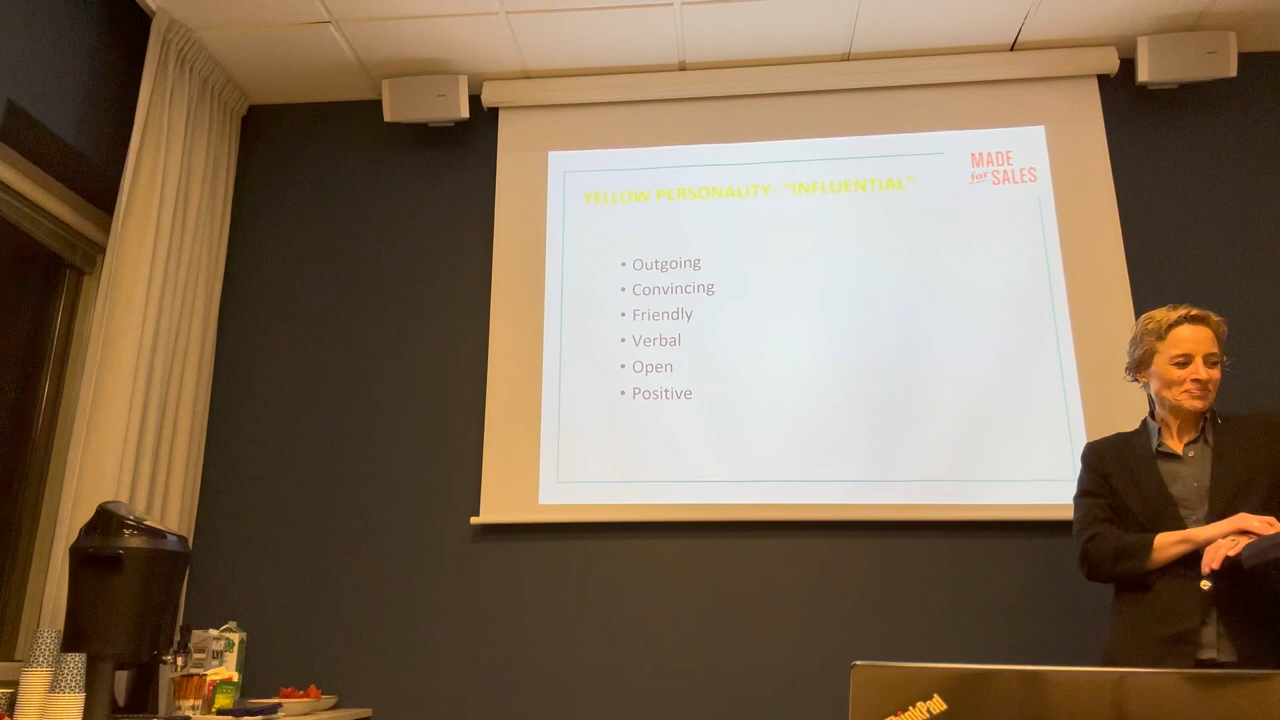 MADE
for SALES
YELLOW PERSONALITY- "INFLUENTIAL"
• Outgoing
• Convincing
• Friendly
• Verbal
• Open
• Positive
ThinkPad